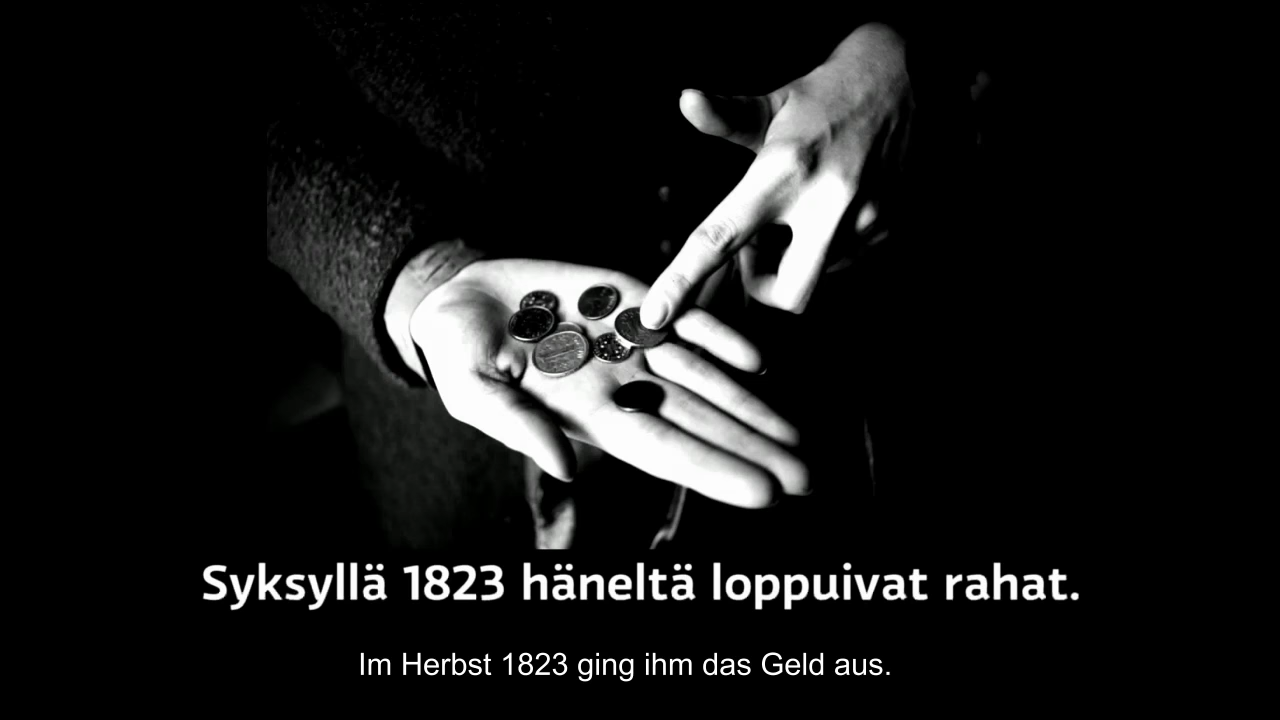 Syksyllä 1823 häneltä loppuivat rahat.
Im Herbst 1823 ging ihm das Geld aus.